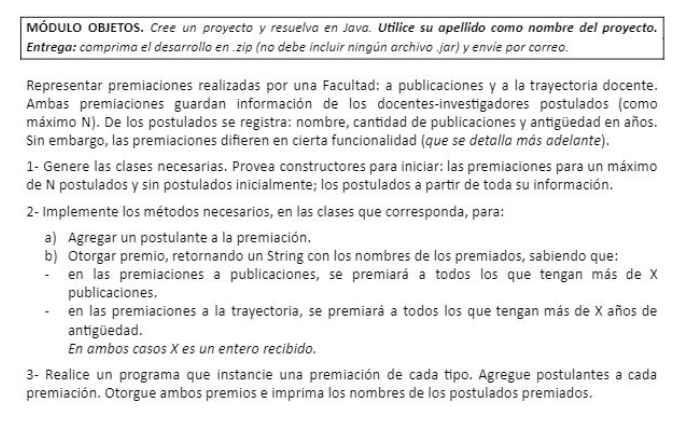 MÓDULO OBJETOS. Cree un proyecto y resuelva en Java. Utilice su apellido como nombre del proyecto.
Entrega: comprima el desarrollo en .zip (no debe incluir ningún archivo .jar) y envíe por correo.
Representar premiaciones realizadas por una Facultad: a publicaciones y a la trayectoria docente.
Ambas premiaciones guardan información de los docentes-investigadores postulados (como
máximo N). De los postulados se registra: nombre, cantidad de publicaciones y antigüedad en años.
Sin embargo, las premiaciones difieren en cierta funcionalidad (que se detalla más adelante).
1- Genere las clases necesarias. Provea constructores para iniciar: las premiaciones para un máximo
de N postulados y sin postulados inicialmente; los postulados a partir de toda su información.
2- Implemente los métodos necesarios, en las clases que corresponda, para:
a) Agregar un postulante a la premiación.
b) Otorgar premio, retornando un String con los nombres de los premiados, sabiendo que:
- en las premiaciones a publicaciones, se premiará a todos los que tengan más de X
publicaciones.
- en las premiaciones a la trayectoria, se premiará a todos los que tengan más de X años de
antigüedad.
En ambos casos X es un entero recibido.
3- Realice un programa que instancie una premiación de cada tipo. Agregue postulantes a cada
premiación. Otorgue ambos premios e imprima los nombres de los postulados premiados.